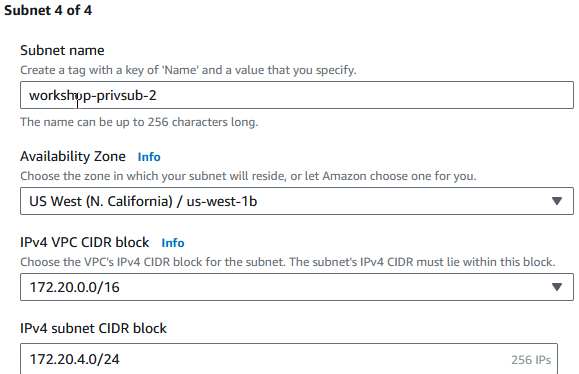 Subnet 4 of 4
Subnet name
Create a tag with a key of 'Name' and a value that you specify.
workshop-privsub-2
The name can be up to 256 characters long.
Availability Zone Info
Choose the zone in which your subnet will reside, or let Amazon choose one for you.
US West (N. California) / us-west-1b
IPv4 VPC CIDR block Info
Choose the VPC's IPv4 CIDR block for the subnet. The subnet's IPv4 CIDR must lie within this block.
172.20.0.0/16
IPv4 subnet CIDR block
172.20.4.0/24 256 IPs